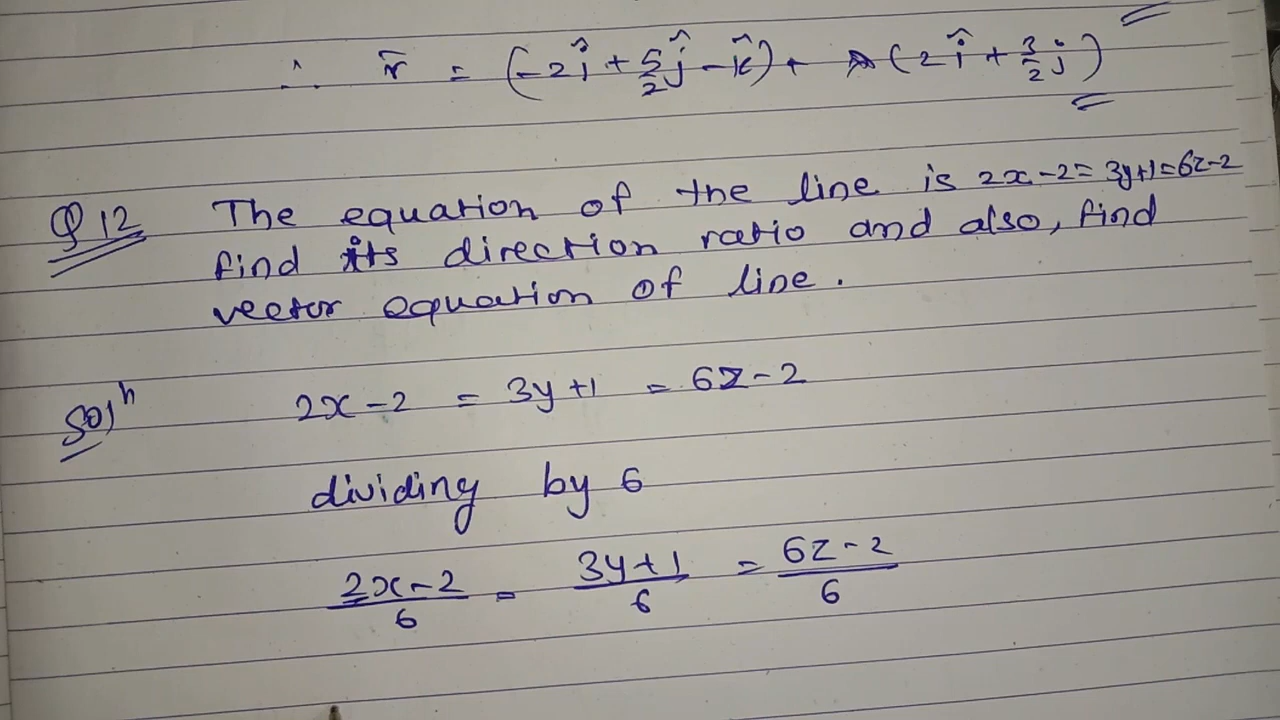 ∴ r̄ = (-2î + 5/2 ĵ - k̂) + λ(2î + 3/2 ĵ)
Q 12 The equation of the line is 2x-2=3y+1=6z-2
find its direction ratio and also, find
vector equation of line.
Solⁿ 2x-2 = 3y+1 = 6z-2
dividing by 6
2x-2/6 = 3y+1/6 = 6z-2/6